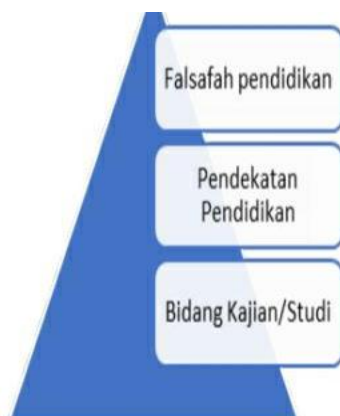 Falsafah pendidikan
Pendekatan
Pendidikan
Bidang Kajian/Studi